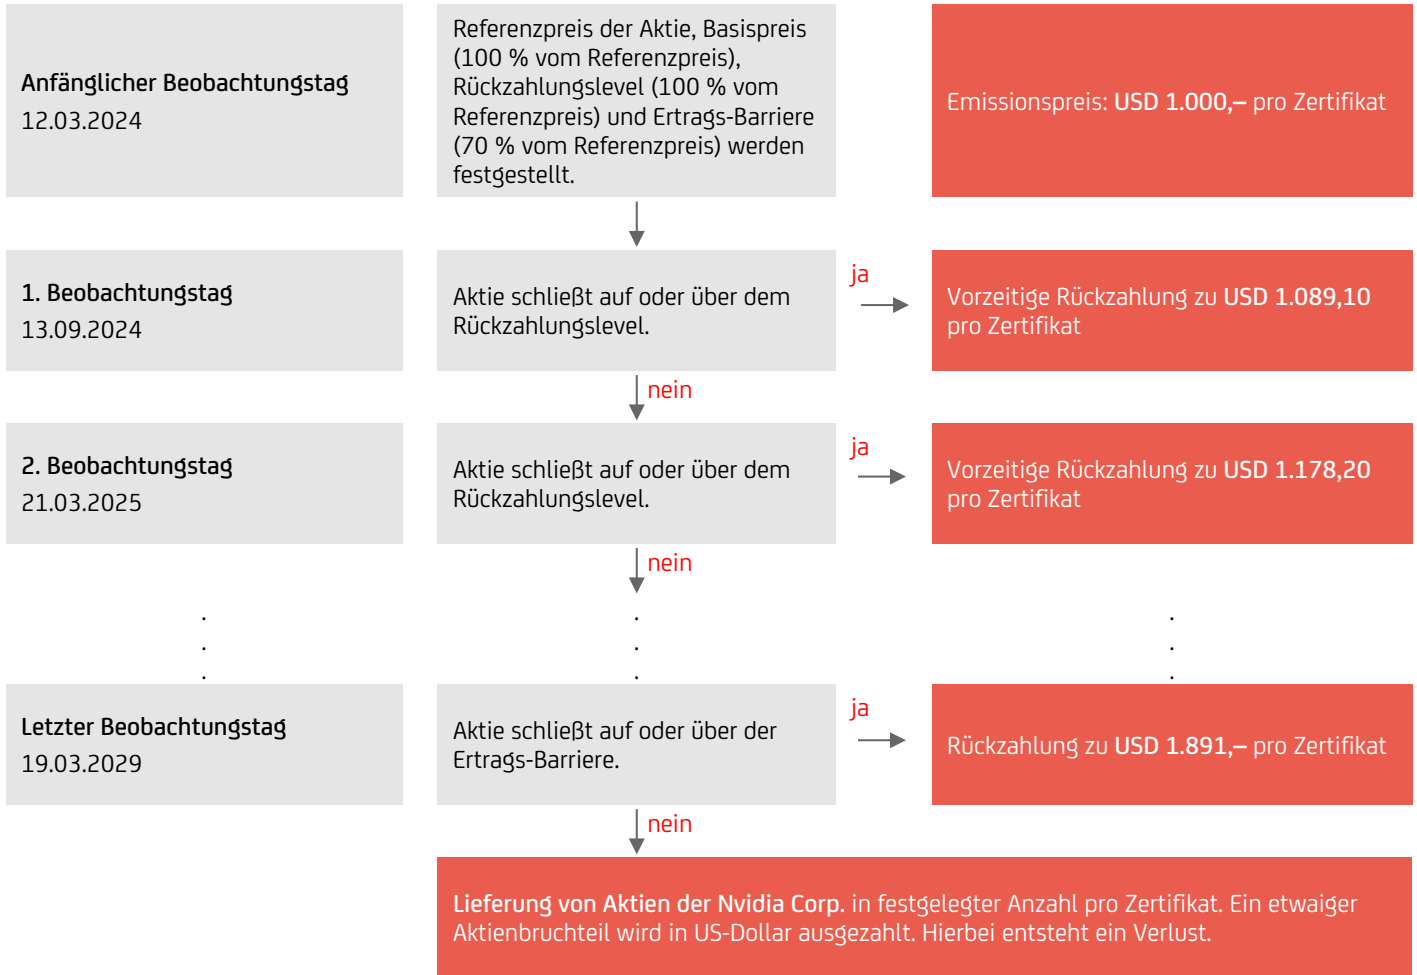 Anfänglicher Beobachtungstag
12.03.2024
Referenzpreis der Aktie, Basispreis
(100 % vom Referenzpreis),
Rückzahlungslevel (100 % vom
Referenzpreis) und Ertrags-Barriere
(70 % vom Referenzpreis) werden
festgestellt.
Emissionspreis: USD 1.000,– pro Zertifikat
1. Beobachtungstag
13.09.2024
Aktie schließt auf oder über dem
Rückzahlungslevel.
ja
Vorzeitige Rückzahlung zu USD 1.089,10
pro Zertifikat
nein
2. Beobachtungstag
21.03.2025
Aktie schließt auf oder über dem
Rückzahlungslevel.
ja
Vorzeitige Rückzahlung zu USD 1.178,20
pro Zertifikat
nein
. . .
. . .
. . .
Letzter Beobachtungstag
19.03.2029
Aktie schließt auf oder über der
Ertrags-Barriere.
ja
Rückzahlung zu USD 1.891,– pro Zertifikat
nein
Lieferung von Aktien der Nvidia Corp. in festgelegter Anzahl pro Zertifikat. Ein etwaiger
Aktienbruchteil wird in US-Dollar ausgezahlt. Hierbei entsteht ein Verlust.